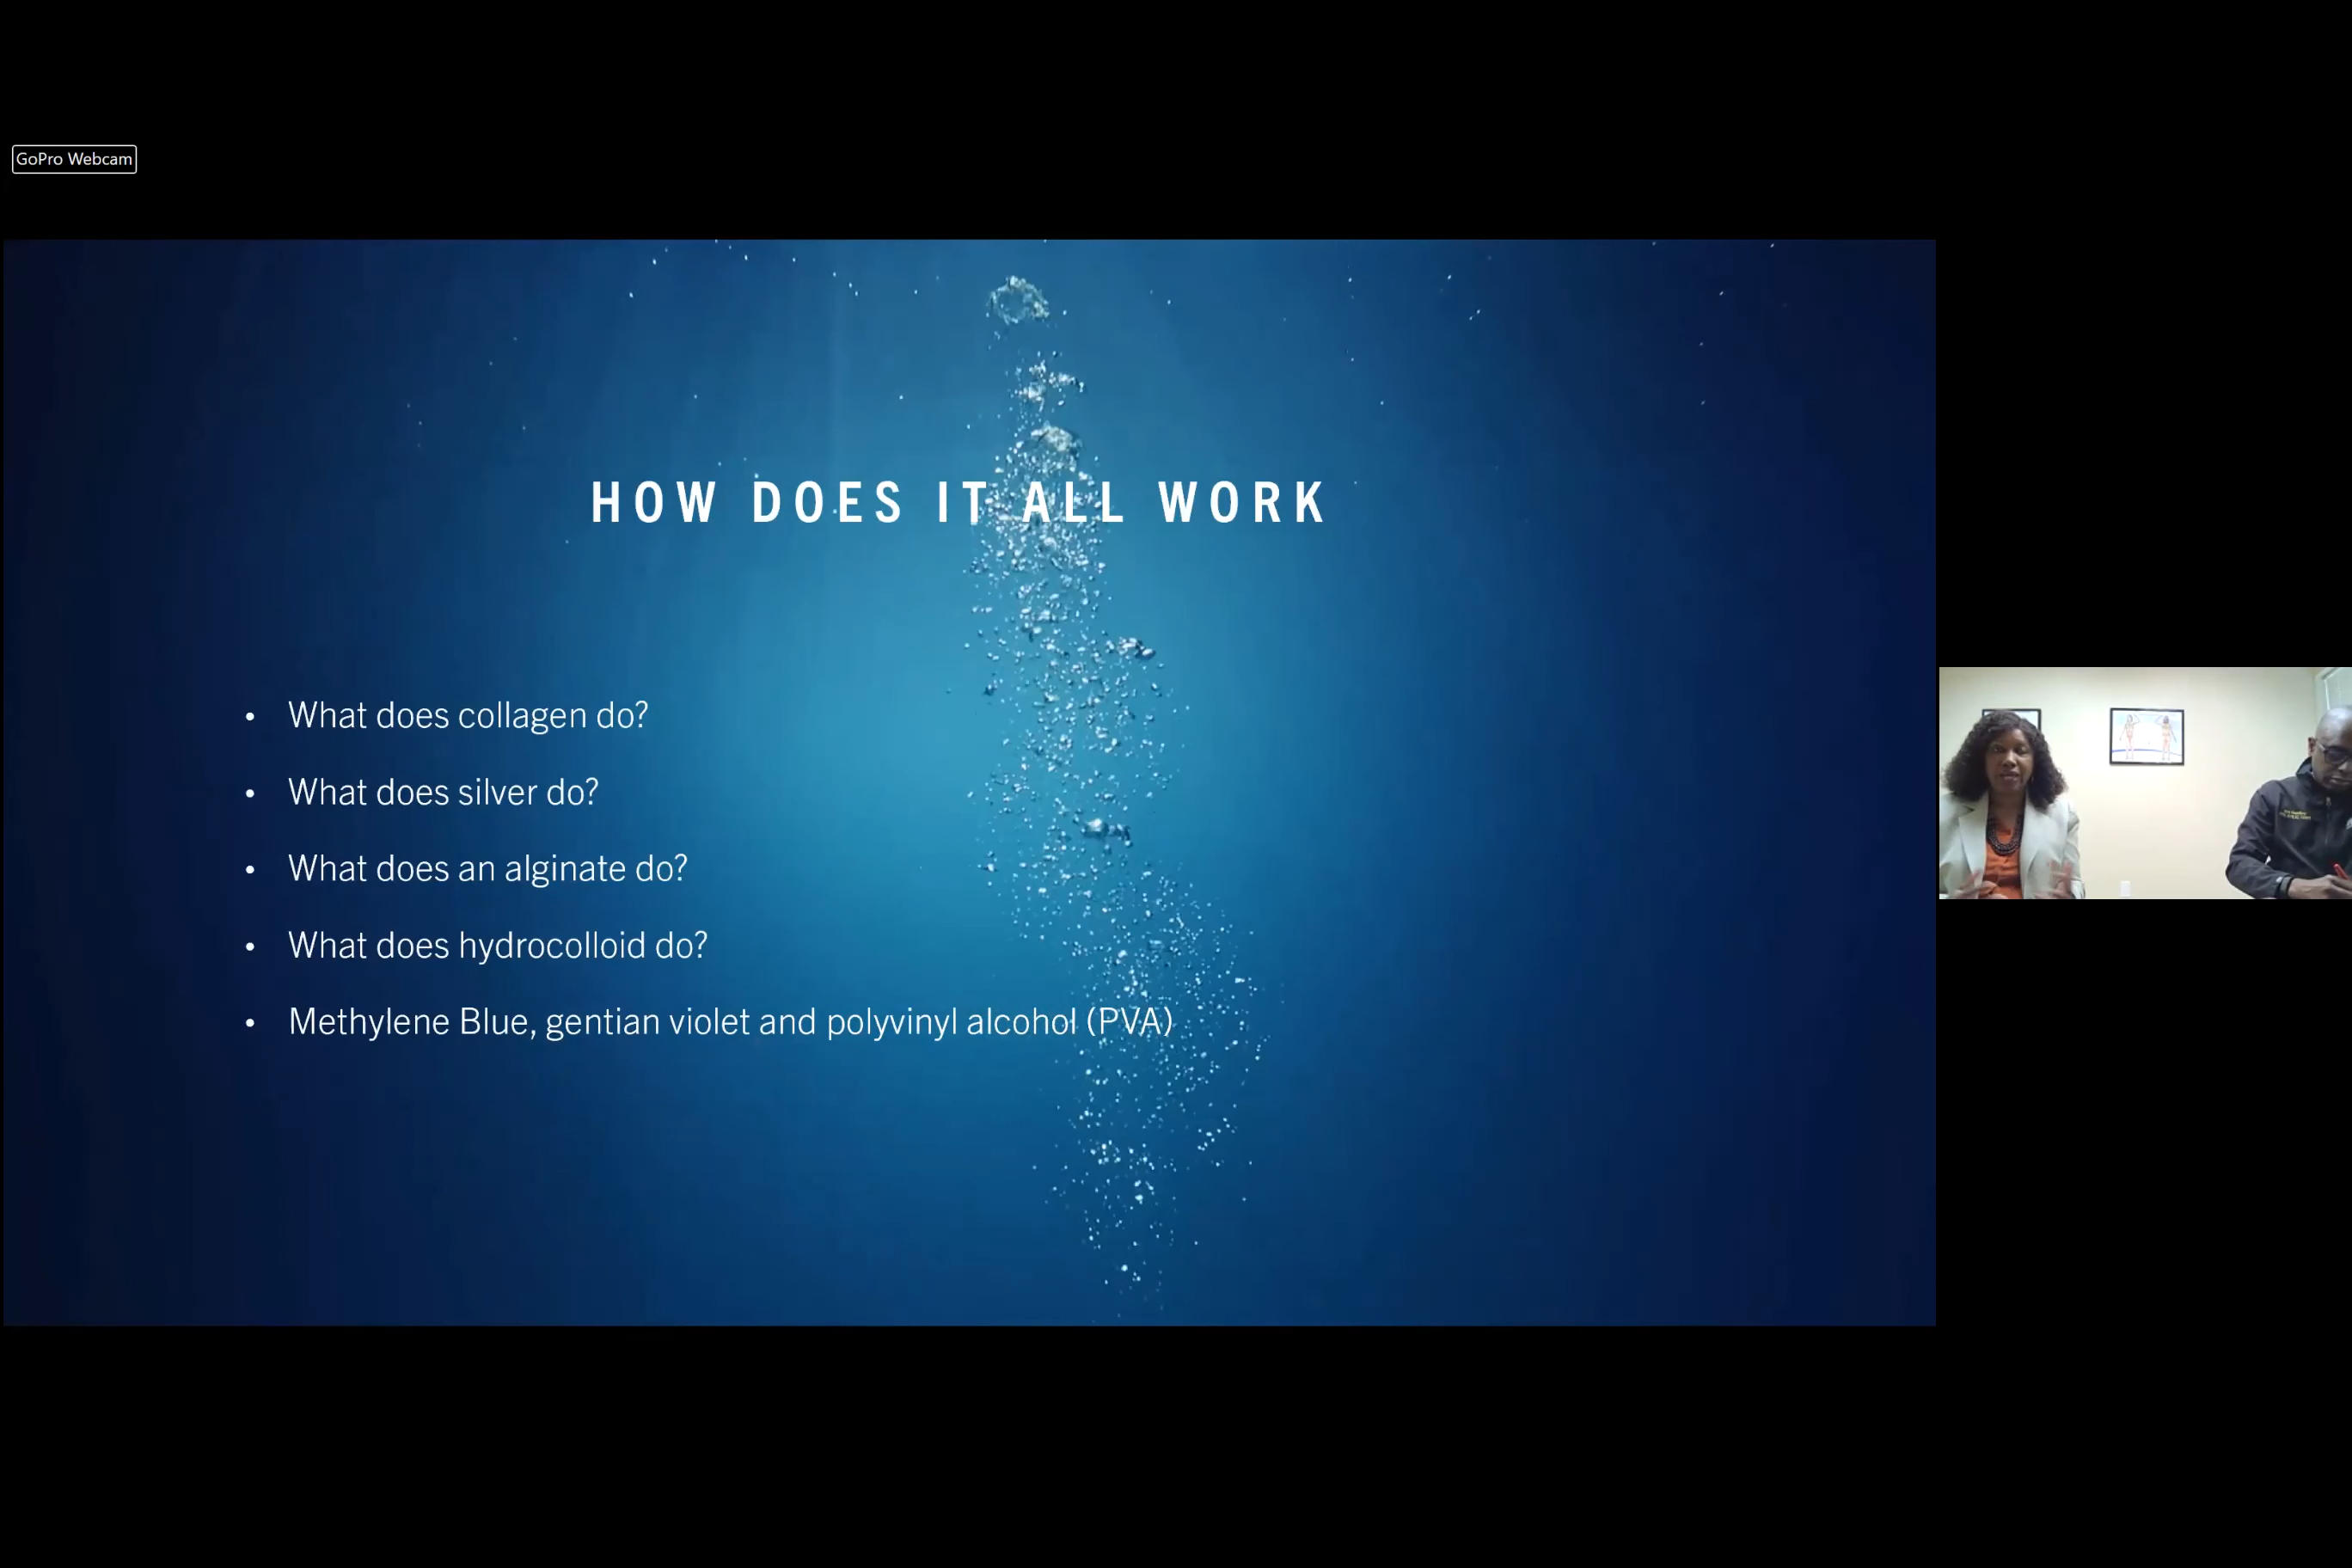 GoPro Webcam
HOW DOES IT ALL WORK
• What does collagen do?
• What does silver do?
• What does an alginate do?
• What does hydrocolloid do?
• Methylene Blue, gentian violet and polyvinyl alcohol (PVA)